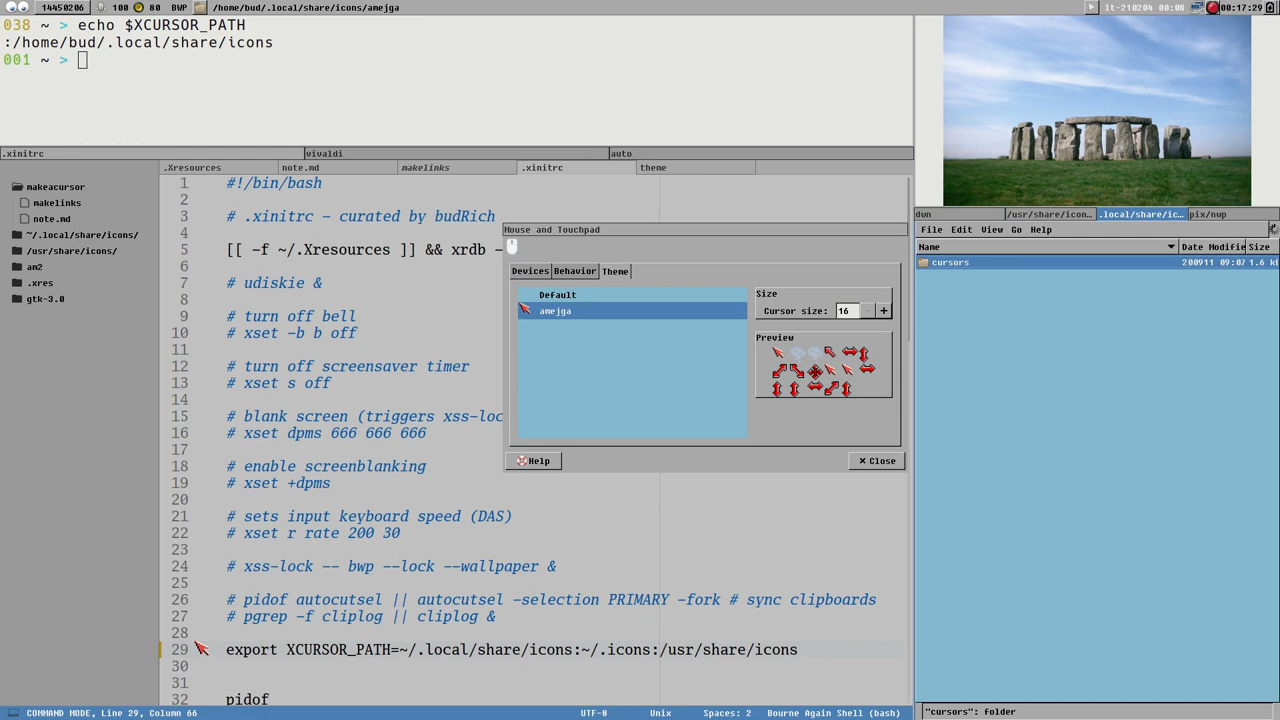 14450206 100 80 BWP /home/bud/.local/share/icons/amejga lt-210204 00:08 00:17:29
038 ~ > echo $XCURSOR_PATH
:/home/bud/.local/share/icons
001 ~ >
.xinitrc vivaldi auto
.Xresources note.md makelinks .xinitrc theme
makeacursor
makelinks
note.md
~/.local/share/icons/
/usr/share/icons/
am2
.xres
gtk-3.0
1 #!/bin/bash
2
3 # .xinitrc - curated by budRich
4
5 [[ -f ~/.Xresources ]] && xrdb -
6
7 # udiskie &
8
9 # turn off bell
10 # xset -b b off
11
12 # turn off screensaver timer
13 # xset s off
14
15 # blank screen (triggers xss-loc
16 # xset dpms 666 666 666
17
18 # enable screenblanking
19 # xset +dpms
20
21 # sets input keyboard speed (DAS)
22 # xset r rate 200 30
23
24 # xss-lock -- bwp --lock --wallpaper &
25
26 # pidof autocutsel || autocutsel -selection PRIMARY -fork # sync clipboards
27 # pgrep -f cliplog || cliplog &
28
29 export XCURSOR_PATH=~/.local/share/icons:~/.icons:/usr/share/icons
30
31
32 pidof
COMMAND MODE, Line 29, Column 66 UTF-8 Unix Spaces: 2 Bourne Again Shell (bash)
Mouse and Touchpad
Devices Behavior Theme
Default
amejga
Size
Cursor size: 16 +
Preview
Help
Close
dwn /usr/share/icon... .local/share/ic... pix/nwp
File Edit View Go Help
Name Date Modifie Size
cursors 200911 09:07 1.6 k
"cursors": folder